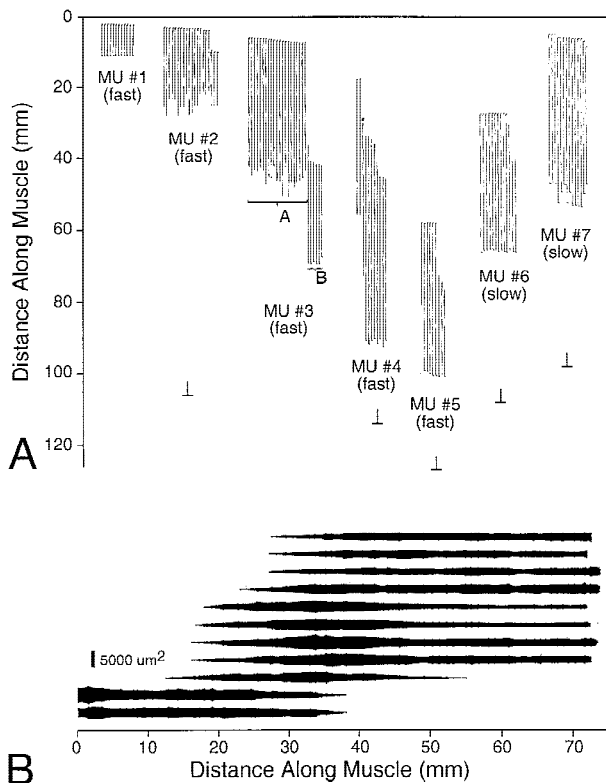 0
20
40
60
80
100
120
Distance Along Muscle (mm)
MU #1
(fast)
MU #2
(fast)
A
B
MU #3
(fast)
MU #4
(fast)
MU #5
(fast)
MU #6
(slow)
MU #7
(slow)
A
5000 um²
0 10 20 30 40 50 60 70
Distance Along Muscle (mm)
B